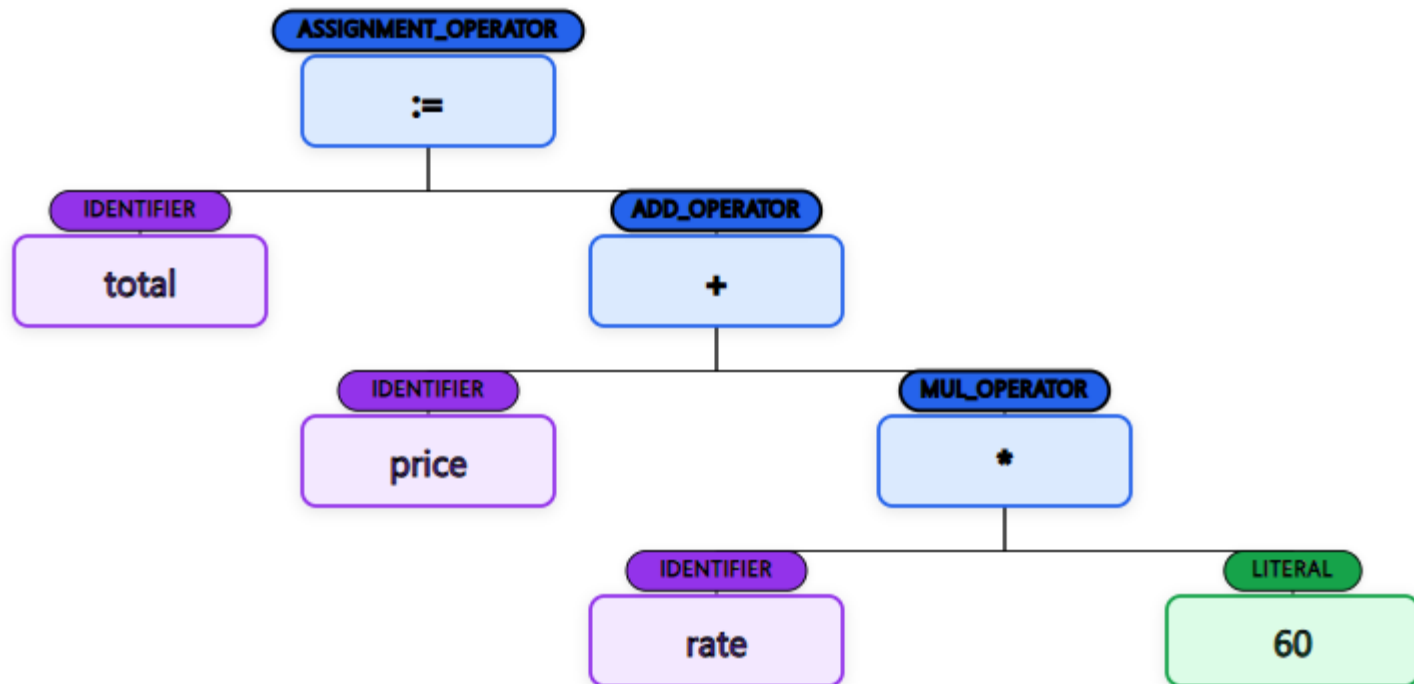 ASSIGNMENT_OPERATOR
:=
IDENTIFIER
ADD_OPERATOR
total
+
IDENTIFIER
MUL_OPERATOR
price
*
IDENTIFIER
LITERAL
rate
60